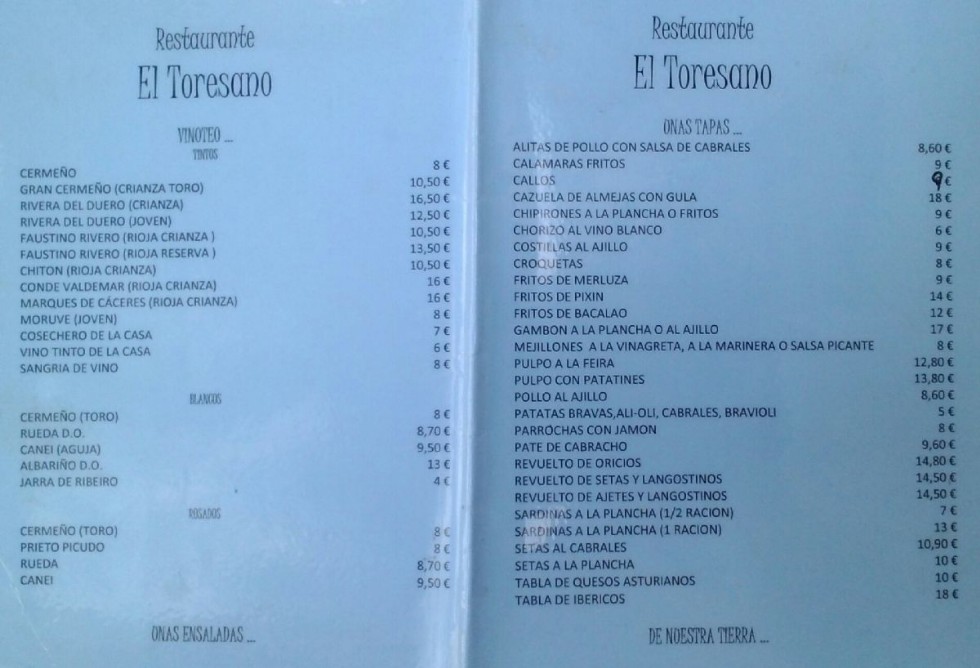 Restaurante
El Toresano
VINOTEO ...
TINTOS
CERMEÑO 8 €
GRAN CERMEÑO (CRIANZA TORO) 10,50 €
RIVERA DEL DUERO (CRIANZA) 16,50 €
RIVERA DEL DUERO (JOVEN) 12,50 €
FAUSTINO RIVERO (RIOJA CRIANZA ) 10,50 €
FAUSTINO RIVERO (RIOJA RESERVA ) 13,50 €
CHITON (RIOJA CRIANZA) 10,50 €
CONDE VALDEMAR (RIOJA CRIANZA) 16 €
MARQUES DE CÁCERES (RIOJA CRIANZA) 16 €
MORUVE (JOVEN) 8 €
COSECHERO DE LA CASA 7 €
VINO TINTO DE LA CASA 6 €
SANGRIA DE VINO 8 €
BLANCOS
CERMEÑO (TORO) 8 €
RUEDA D.O. 8,70 €
CANEI (AGUJA) 9,50 €
ALBARIÑO D.O. 13 €
JARRA DE RIBEIRO 4 €
ROSADOS
CERMEÑO (TORO) 8 €
PRIETO PICUDO 8 €
RUEDA 8,70 €
CANEI 9,50 €
ONAS ENSALADAS ...
Restaurante
El Toresano
ONAS TAPAS ...
ALITAS DE POLLO CON SALSA DE CABRALES 8,60 €
CALAMARAS FRITOS 9 €
CALLOS 9 €
CAZUELA DE ALMEJAS CON GULA 18 €
CHIPIRONES A LA PLANCHA O FRITOS 9 €
CHORIZO AL VINO BLANCO 6 €
COSTILLAS AL AJILLO 9 €
CROQUETAS 8 €
FRITOS DE MERLUZA 9 €
FRITOS DE PIXIN 14 €
FRITOS DE BACALAO 12 €
GAMBON A LA PLANCHA O AL AJILLO 17 €
MEJILLONES A LA VINAGRETA, A LA MARINERA O SALSA PICANTE 8 €
PULPO A LA FEIRA 12,80 €
PULPO CON PATATINES 13,80 €
POLLO AL AJILLO 8,60 €
PATATAS BRAVAS,ALI-OLI, CABRALES, BRAVIOLI 5 €
PARROCHAS CON JAMON 8 €
PATE DE CABRACHO 9,60 €
REVUELTO DE ORICIOS 14,80 €
REVUELTO DE SETAS Y LANGOSTINOS 14,50 €
REVUELTO DE AJETES Y LANGOSTINOS 14,50 €
SARDINAS A LA PLANCHA (1/2 RACION) 7 €
SARDINAS A LA PLANCHA (1 RACION) 13 €
SETAS AL CABRALES 10,90 €
SETAS A LA PLANCHA 10 €
TABLA DE QUESOS ASTURIANOS 10 €
TABLA DE IBERICOS 18 €
DE NUESTRA TIERRA ...